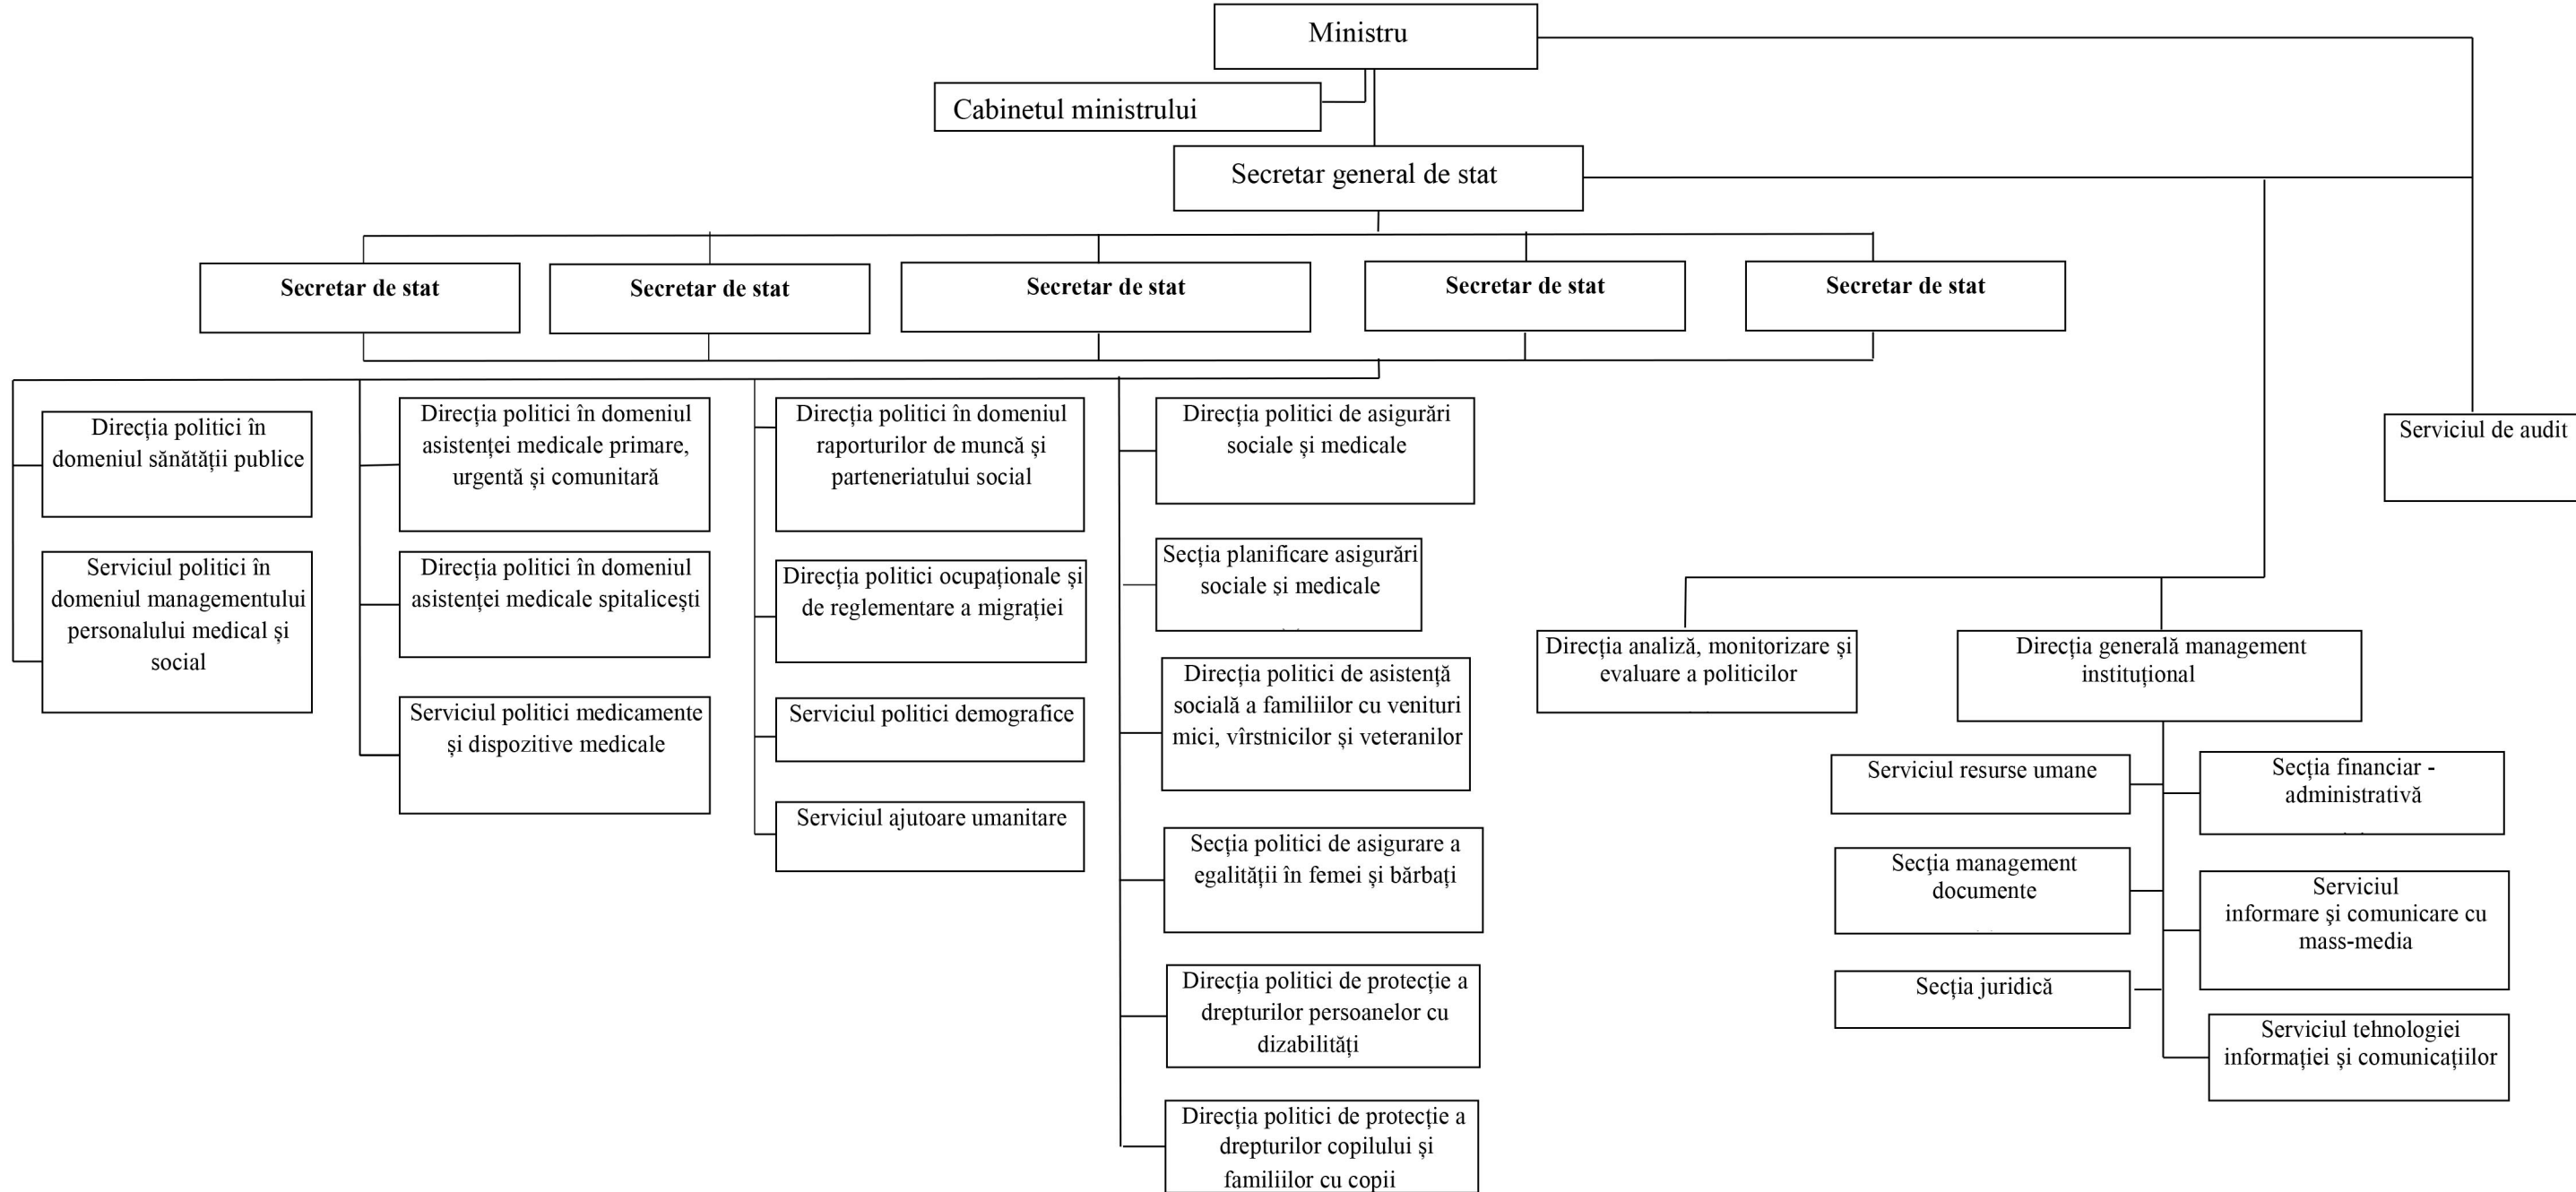 Ministru
Cabinetul ministrului
Secretar general de stat
Secretar de stat
Secretar de stat
Secretar de stat
Secretar de stat
Secretar de stat
Direcția politici în
domeniul sănătății publice
Serviciul politici în
domeniul managementului
personalului medical și
social
Direcția politici în domeniul
asistenței medicale primare,
urgentă și comunitară
Direcția politici în domeniul
asistenței medicale spitalicești
Serviciul politici medicamente
și dispozitive medicale
Direcția politici în domeniul
raporturilor de muncă și
parteneriatului social
Direcția politici ocupaționale și
de reglementare a migrației
Serviciul politici demografice
Serviciul ajutoare umanitare
Direcția politici de asigurări
sociale și medicale
Secția planificare asigurări
sociale și medicale
Direcția politici de asistență
socială a familiilor cu venituri
mici, vîrstnicilor și veteranilor
Secția politici de asigurare a
egalității în femei și bărbați
Direcția politici de protecție a
drepturilor persoanelor cu
dizabilități
Direcția politici de protecție a
drepturilor copilului și
familiilor cu copii
Serviciul de audit
Direcția analiză, monitorizare și
evaluare a politicilor
Direcția generală management
instituțional
Serviciul resurse umane
Secţia management
documente
Secția juridică
Secția financiar -
administrativă
Serviciul
informare şi comunicare cu
mass-media
Serviciul tehnologiei
informației și comunicațiilor